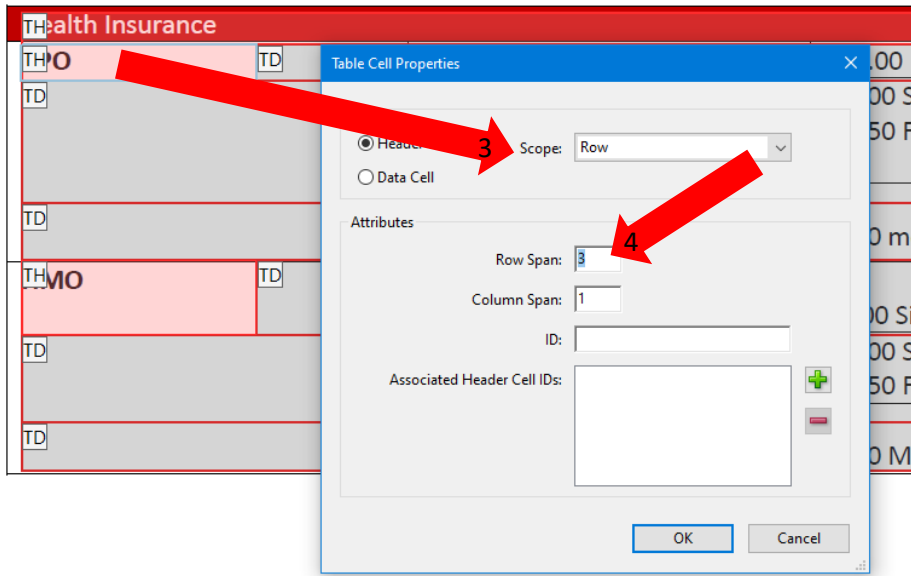 TH ealth Insurance
TH PO
TD
.00
TD
00 S
50 F
TD
0 m
TH MO
TD
00 Si
TD
00 S
50 F
TD
0 M
Table Cell Properties
Header
3
Scope:
Row
Data Cell
Attributes
4
Row Span:
3
Column Span:
1
ID:
Associated Header Cell IDs:
OK
Cancel